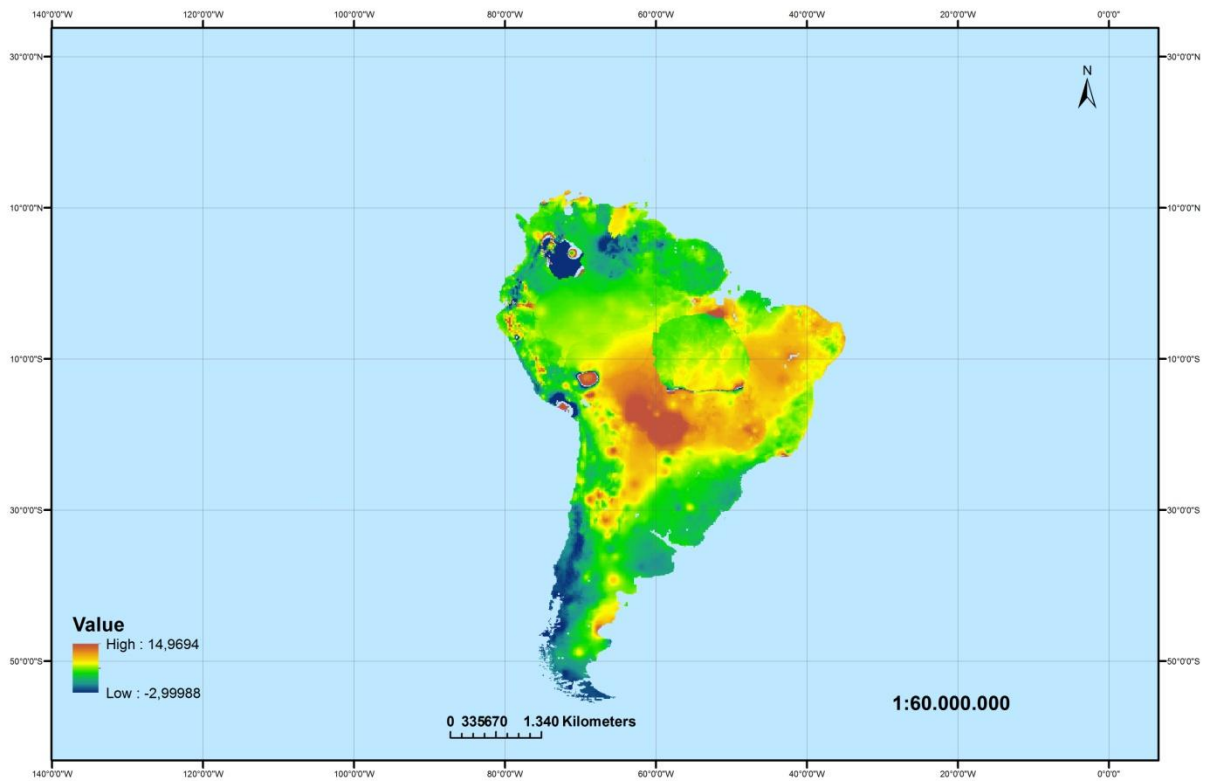 140°0'0"W 120°0'0"W 100°0'0"W 80°0'0"W 60°0'0"W 40°0'0"W 20°0'0"W 0°0'0"
30°0'0"N 30°0'0"N
N
10°0'0"N 10°0'0"N
10°0'0"S 10°0'0"S
30°0'0"S 30°0'0"S
Value
High : 14,9694
50°0'0"S 50°0'0"S
Low : -2,99988
1:60.000.000
0 335670 1.340 Kilometers
140°0'0"W 120°0'0"W 100°0'0"W 80°0'0"W 60°0'0"W 40°0'0"W 20°0'0"W 0°0'0"